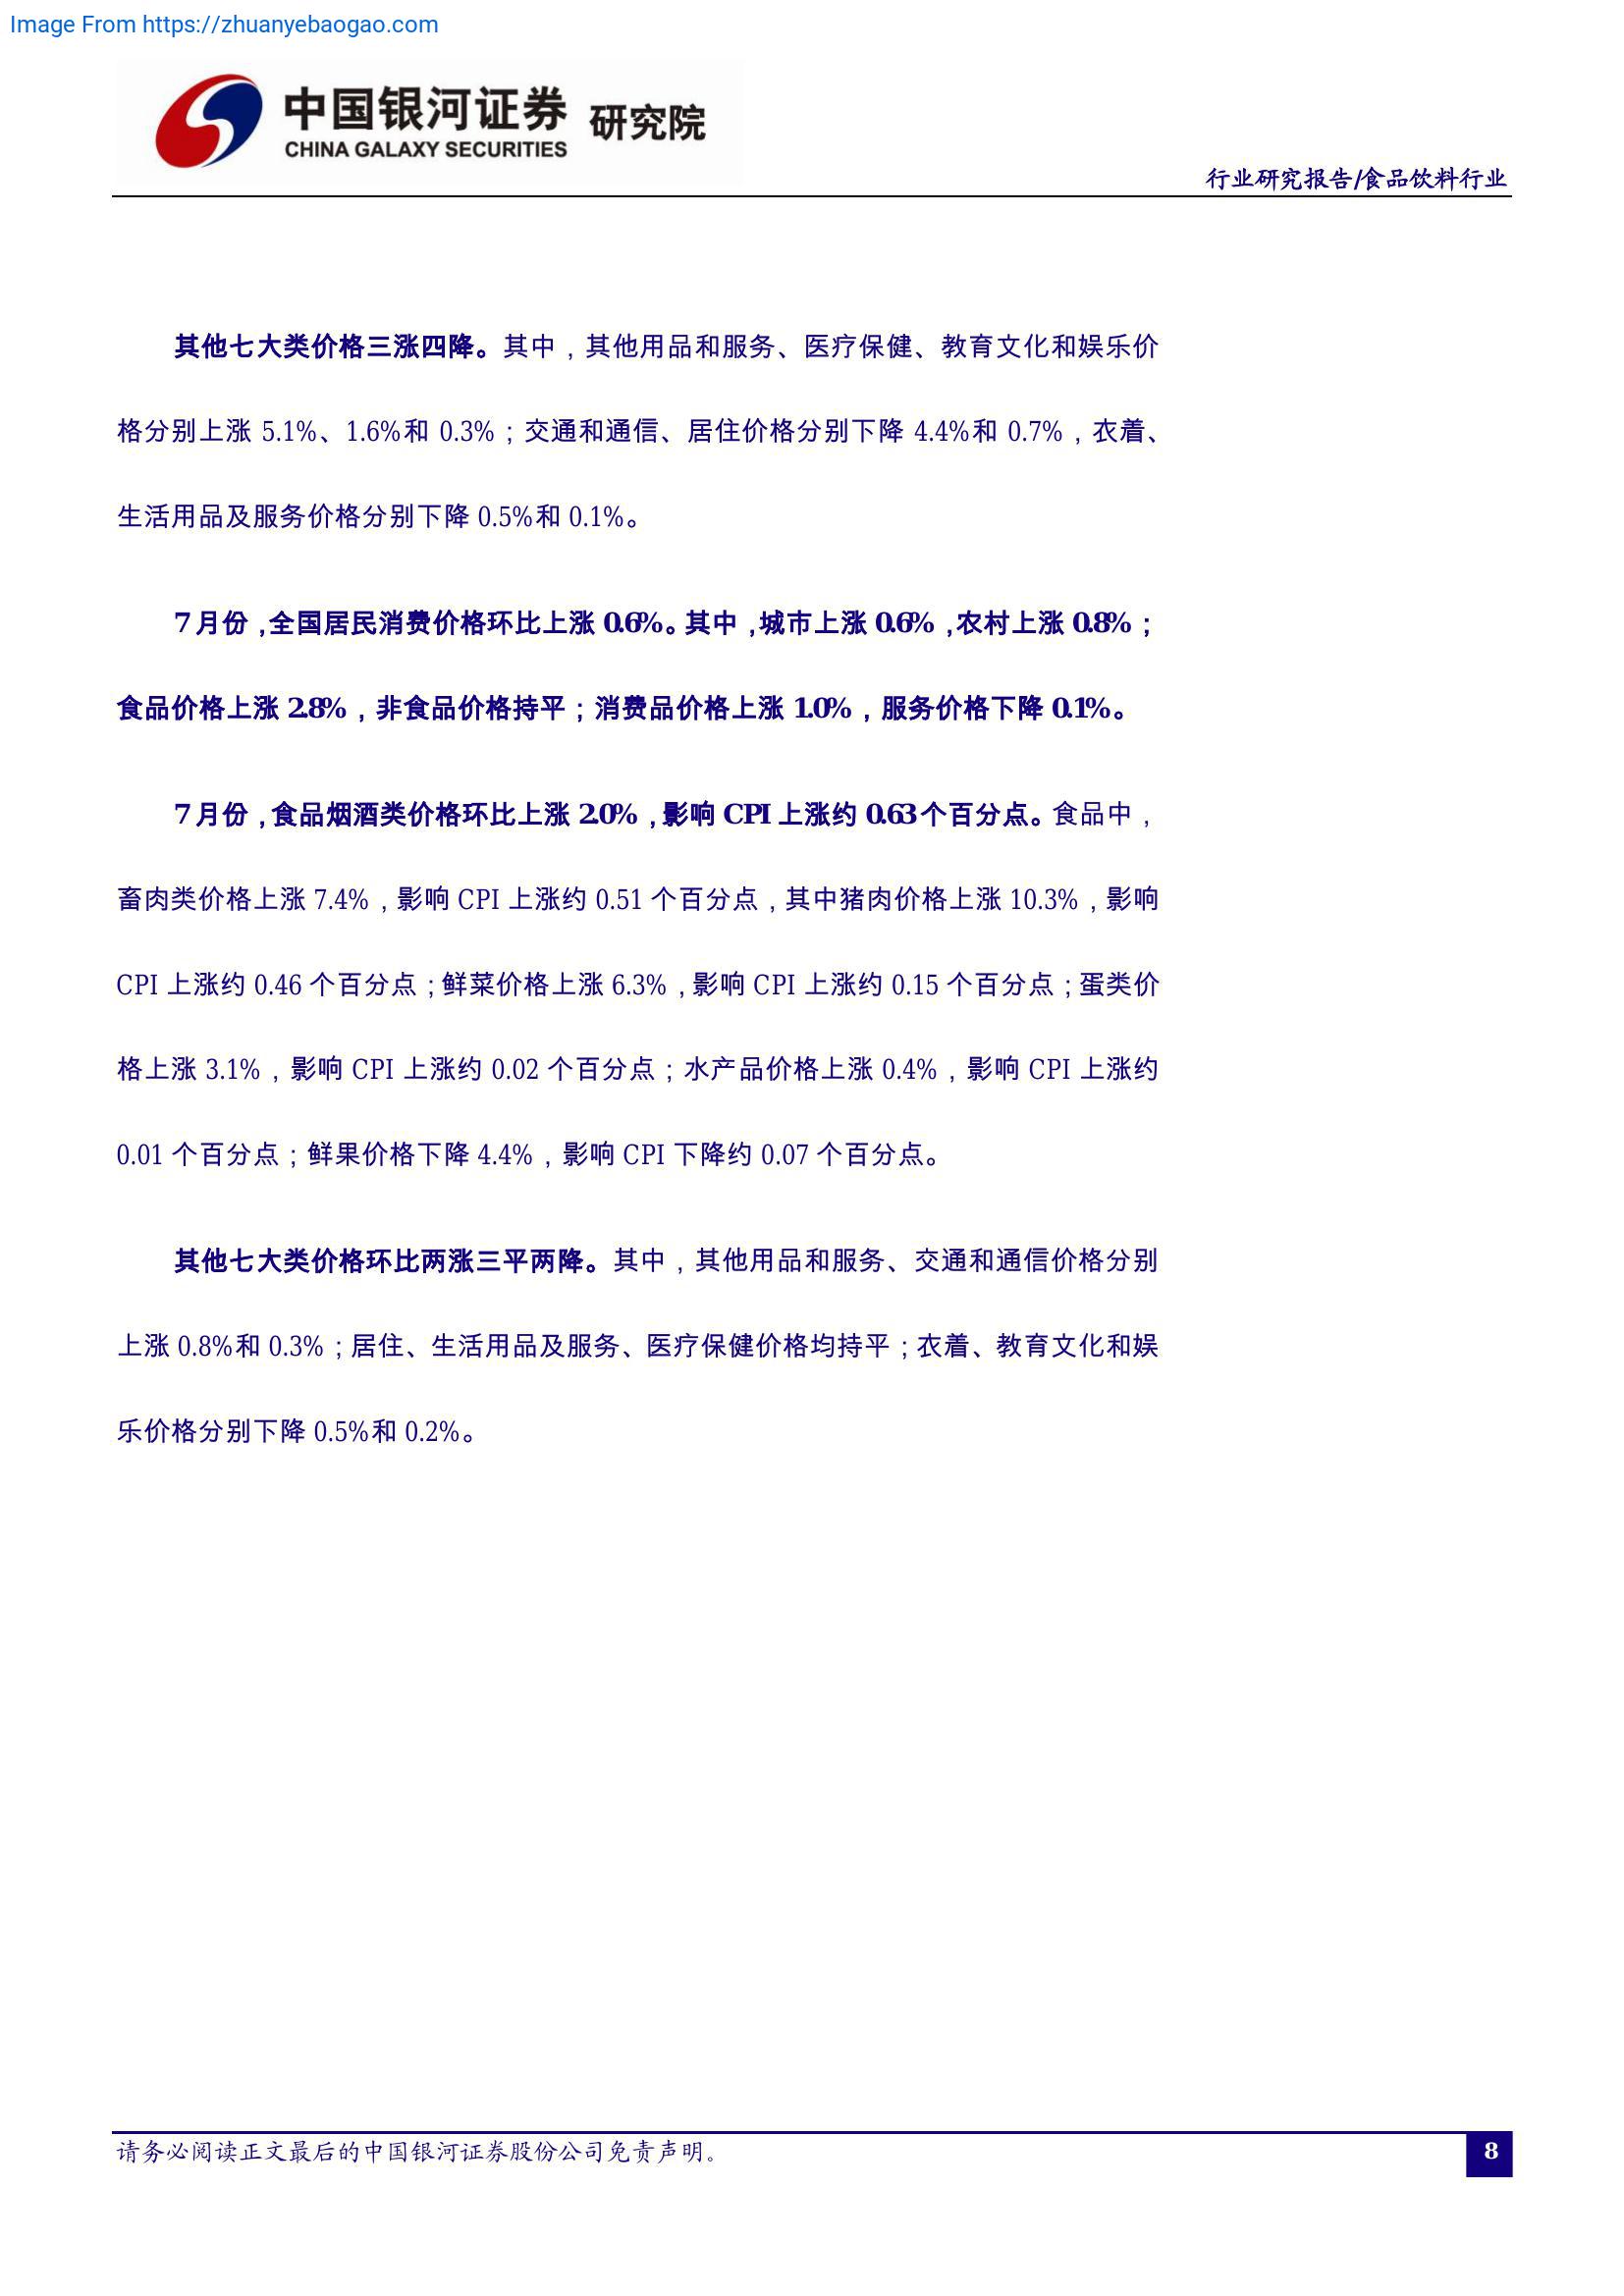 Image From https://zhuanyebaogao.com
中国银河证券 研究院
CHINA GALAXY SECURITIES
行业研究报告/食品饮料行业
其他七大类价格三涨四降。其中，其他用品和服务、医疗保健、教育文化和娱乐价
格分别上涨 5.1%、1.6%和 0.3%；交通和通信、居住价格分别下降 4.4%和 0.7%，衣着、
生活用品及服务价格分别下降 0.5%和 0.1%。
7 月份，全国居民消费价格环比上涨 0.6%。其中，城市上涨 0.6%，农村上涨 0.8%；
食品价格上涨 2.8%，非食品价格持平；消费品价格上涨 1.0%，服务价格下降 0.1%。
7 月份，食品烟酒类价格环比上涨 2.0%，影响 CPI 上涨约 0.63 个百分点。食品中，
畜肉类价格上涨 7.4%，影响 CPI 上涨约 0.51 个百分点，其中猪肉价格上涨 10.3%，影响
CPI 上涨约 0.46 个百分点；鲜菜价格上涨 6.3%，影响 CPI 上涨约 0.15 个百分点；蛋类价
格上涨 3.1%，影响 CPI 上涨约 0.02 个百分点；水产品价格上涨 0.4%，影响 CPI 上涨约
0.01 个百分点；鲜果价格下降 4.4%，影响 CPI 下降约 0.07 个百分点。
其他七大类价格环比两涨三平两降。其中，其他用品和服务、交通和通信价格分别
上涨 0.8%和 0.3%；居住、生活用品及服务、医疗保健价格均持平；衣着、教育文化和娱
乐价格分别下降 0.5%和 0.2%。
请务必阅读正文最后的中国银河证券股份公司免责声明。
8